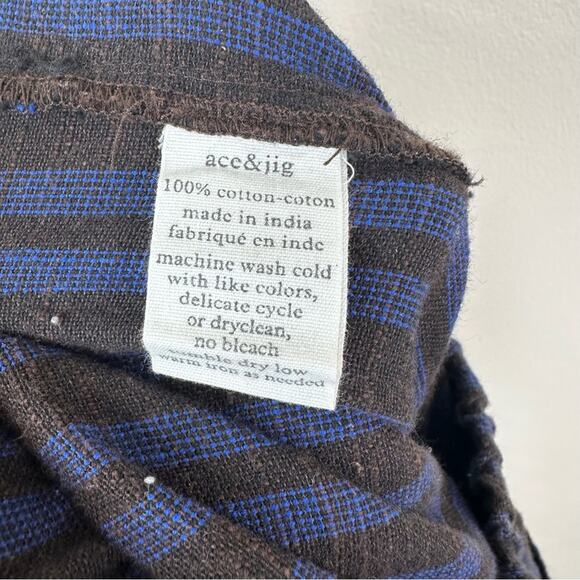 ace&jig
100% cotton-coton
made in india
fabriqué en inde
machine wash cold
with like colors,
delicate cycle
or dryclean,
no bleach
tumble dry low
warm iron as needed